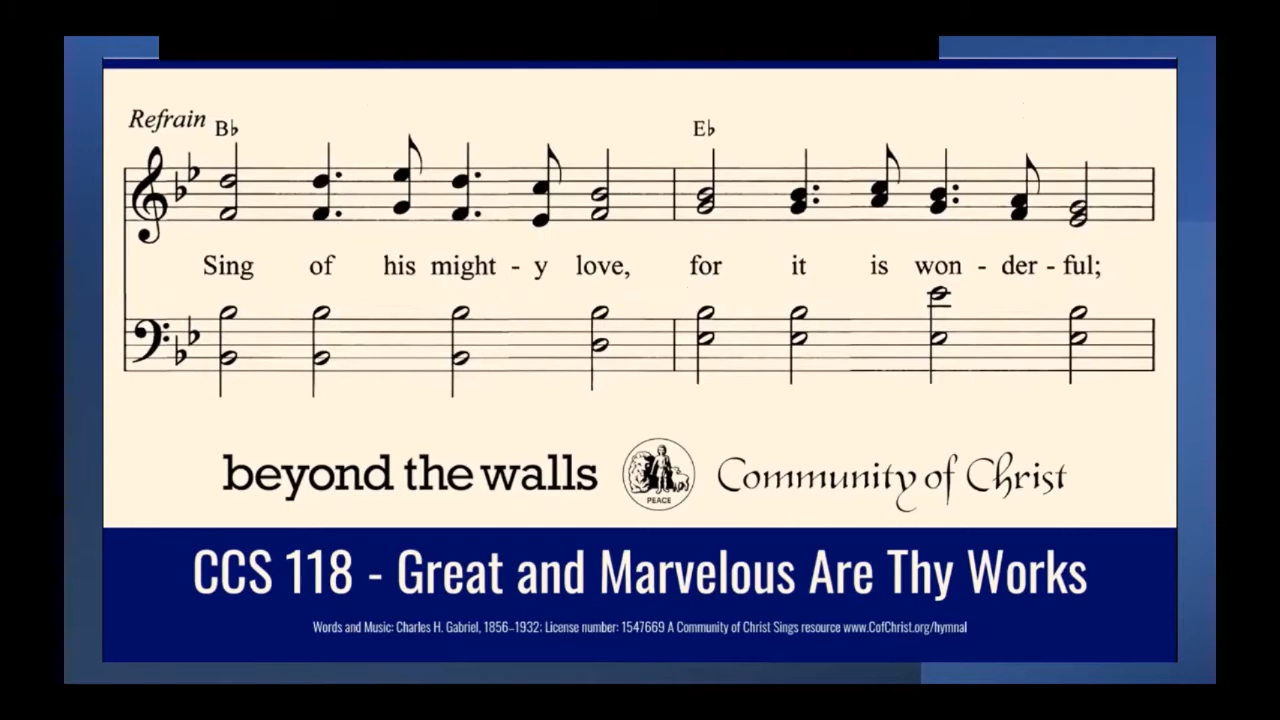 Refrain B♭ E♭
Sing of his might - y love, for it is won - der - ful;
beyond the walls PEACE Community of Christ
CCS 118 - Great and Marvelous Are Thy Works
Words and Music: Charles H. Gabriel, 1856–1932; License number: 1547669 A Community of Christ Sings resource www.CofChrist.org/hymnal